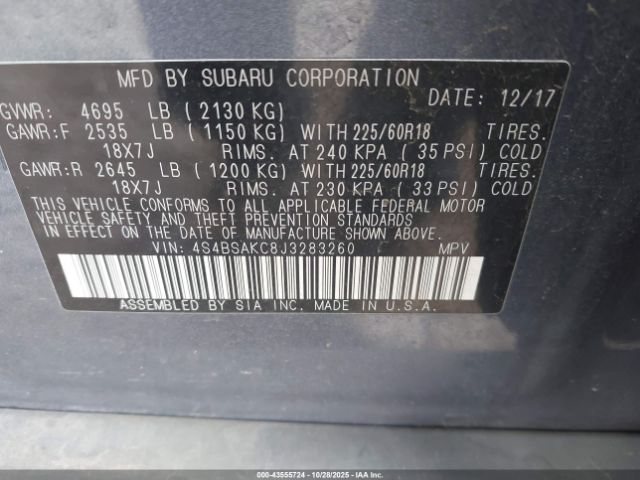 MFD BY SUBARU CORPORATION
DATE: 12/17
GVWR: 4695 LB ( 2130 KG)
GAWR:F 2535 LB ( 1150 KG) WITH 225/60R18 TIRES.
18X7J RIMS. AT 240 KPA ( 35 PSI) COLD
GAWR:R 2645 LB ( 1200 KG) WITH 225/60R18 TIRES.
18X7J RIMS. AT 230 KPA ( 33 PSI) COLD
THIS VEHICLE CONFORMS TO ALL APPLICABLE FEDERAL MOTOR
VEHICLE SAFETY AND THEFT PREVENTION STANDARDS
IN EFFECT ON THE DATE OF MANUFACTURE SHOWN ABOVE.
VIN: 4S4BSAKC8J3283260 MPV
ASSEMBLED BY SIA INC. MADE IN U.S.A.
000-43555724 | 10/28/2025 | IAAI.COM